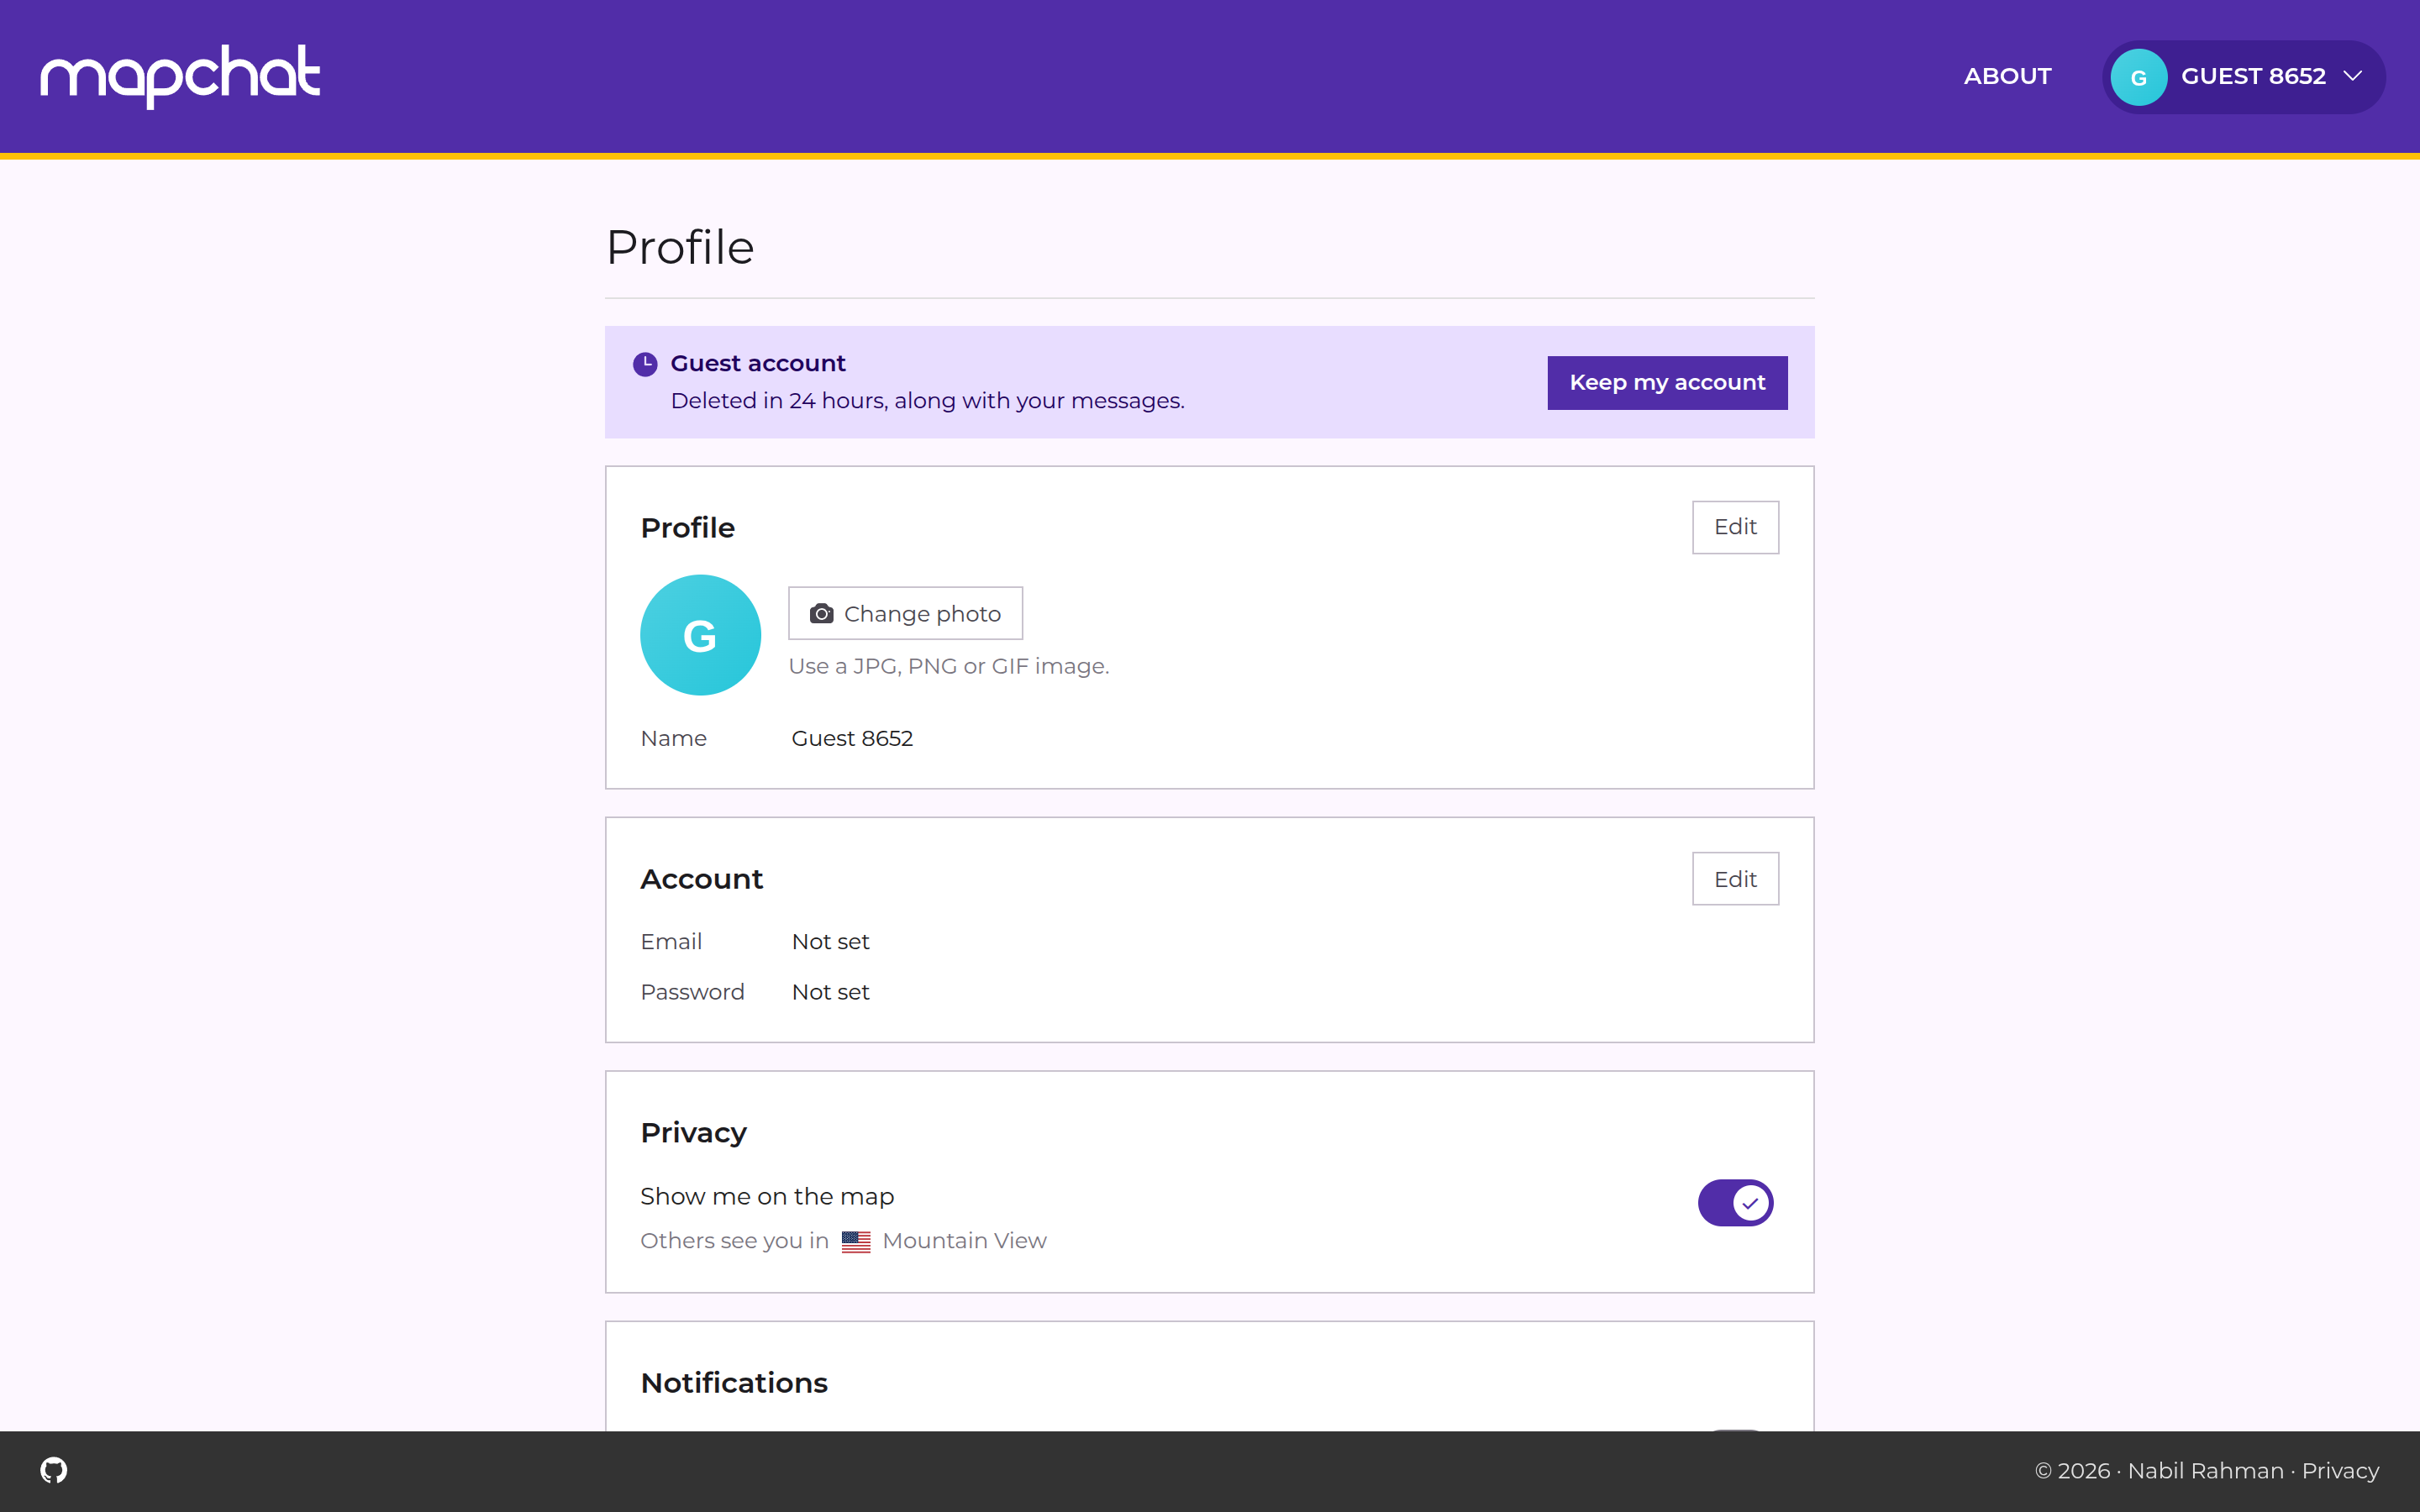 mapchat
ABOUT
G
GUEST 8652
Profile
Guest account
Deleted in 24 hours, along with your messages.
Keep my account
Profile
Edit
G
Change photo
Use a JPG, PNG or GIF image.
Name
Guest 8652
Account
Edit
Email
Not set
Password
Not set
Privacy
Show me on the map
Others see you in Mountain View
Notifications
© 2026 · Nabil Rahman · Privacy